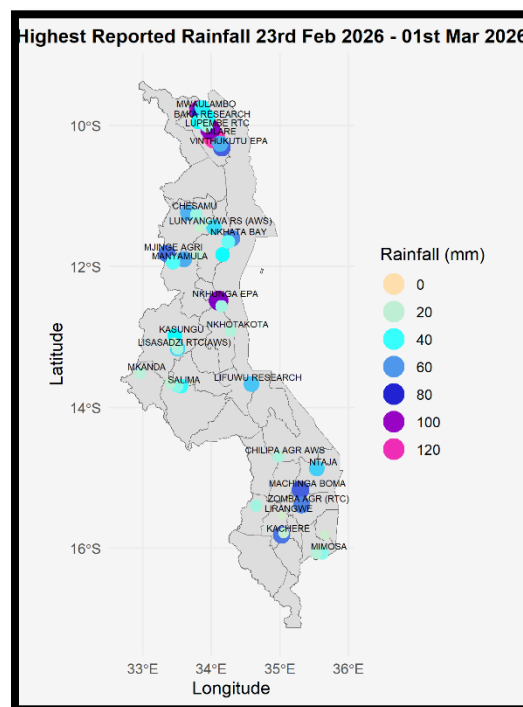 Highest Reported Rainfall 23rd Feb 2026 - 01st Mar 2026
MWAULAMBO
BAKA RESEARCH
10°S
LUPEMBE RTC
MLARE
VINTHUKUTU EPA
CHESAMU
LUNYANGWA RS (AWS)
NKHATA BAY
MJINGE AGRI
MANYAMULA
12°S
NKHUNGA EPA
NKHOTAKOTA
KASUNGU
LISASADZI RTC(AWS)
MKANDA
SALIMA
LIFUWU RESEARCH
14°S
CHILIPA AGR AWS
NTAJA
MACHINGA BOMA
ZOMBA AGR (RTC)
LIRANGWE
KACHERE
MIMOSA
16°S
33°E 34°E 35°E 36°E
Longitude
Latitude
Rainfall (mm)
0
20
40
60
80
100
120